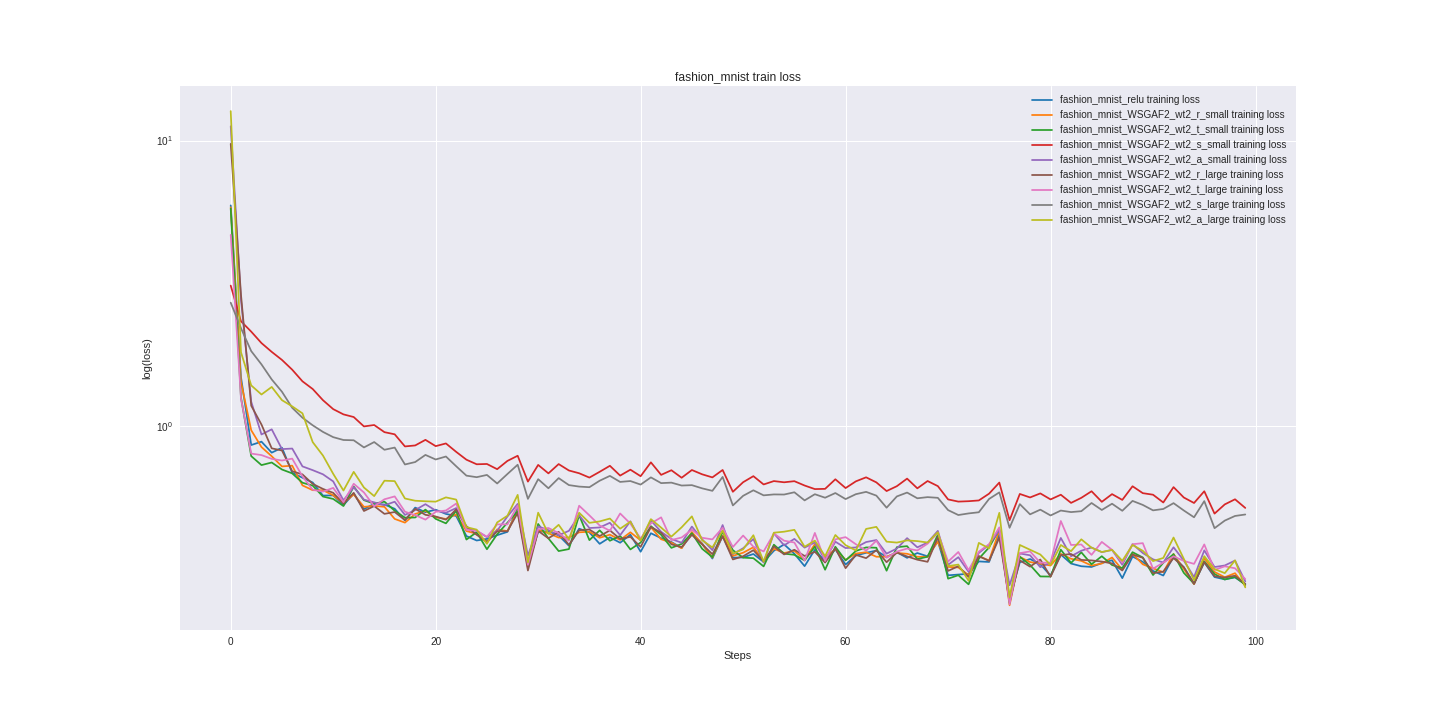 fashion_mnist train loss
fashion_mnist_relu training loss
fashion_mnist_WSGAF2_wt2_r_small training loss
fashion_mnist_WSGAF2_wt2_t_small training loss
fashion_mnist_WSGAF2_wt2_s_small training loss
fashion_mnist_WSGAF2_wt2_a_small training loss
fashion_mnist_WSGAF2_wt2_r_large training loss
fashion_mnist_WSGAF2_wt2_t_large training loss
fashion_mnist_WSGAF2_wt2_s_large training loss
fashion_mnist_WSGAF2_wt2_a_large training loss
10¹
10⁰
log(loss)
0 20 40 60 80 100
Steps